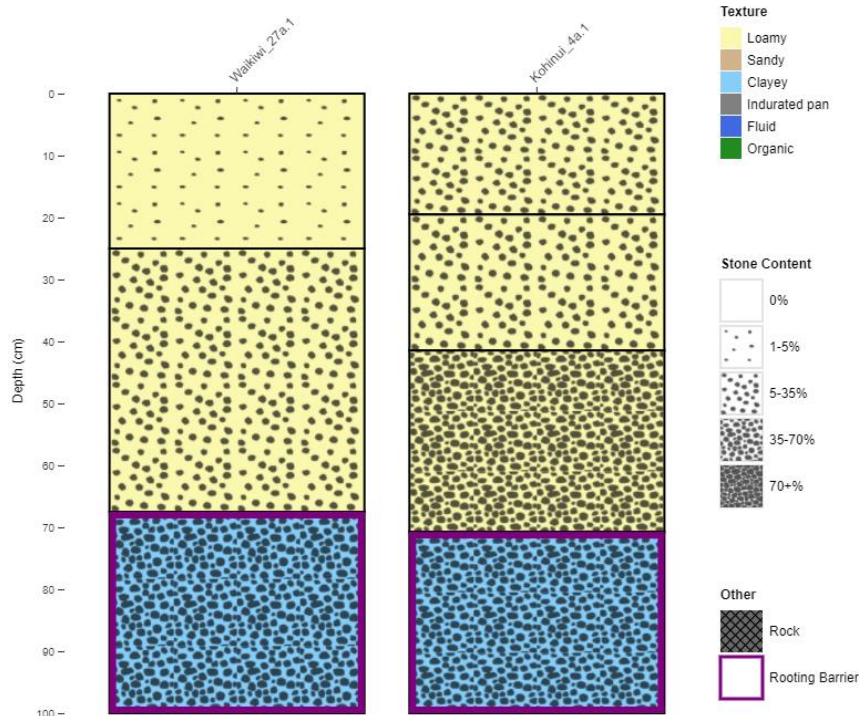 Waikiwi_27a.1
Kohinui_4a.1
Depth (cm)
0
10
20
30
40
50
60
70
80
90
100
Texture
Loamy
Sandy
Clayey
Indurated pan
Fluid
Organic
Stone Content
0%
1-5%
5-35%
35-70%
70+%
Other
Rock
Rooting Barrier